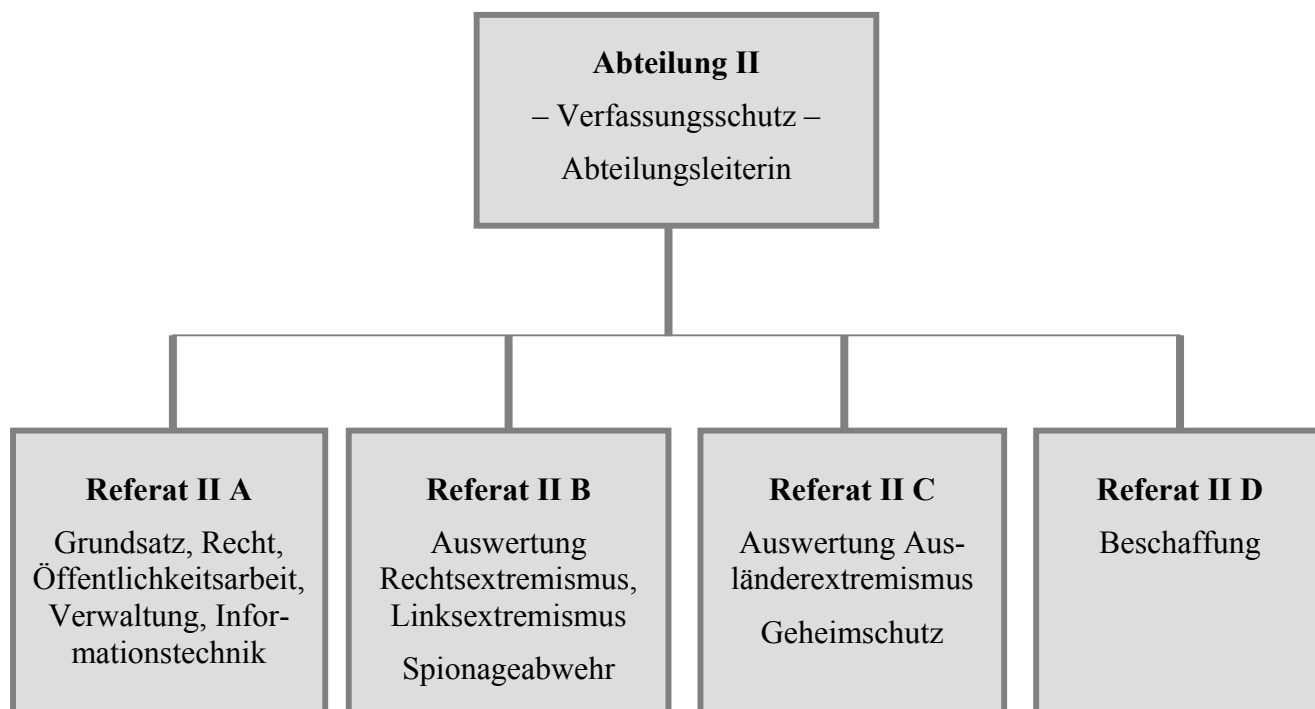 Abteilung II
– Verfassungsschutz –
Abteilungsleiterin
Referat II A
Grundsatz, Recht,
Öffentlichkeitsarbeit,
Verwaltung, Infor-
mationstechnik
Referat II B
Auswertung
Rechtsextremismus,
Linksextremismus
Spionageabwehr
Referat II C
Auswertung Aus-
länderextremismus
Geheimschutz
Referat II D
Beschaffung